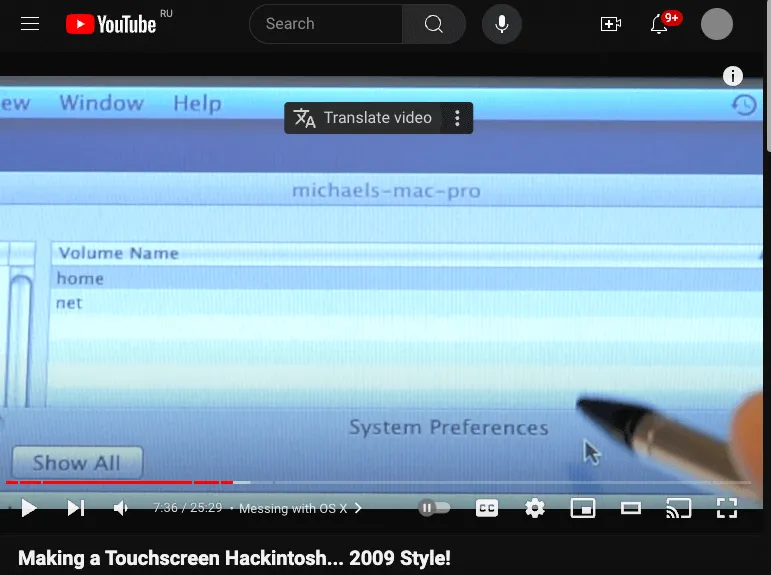 YouTube RU
Search
9+
ew Window Help
Translate video
michaels-mac-pro
Volume Name
home
net
System Preferences
Show All
7:36 / 25:29 • Messing with OS X
CC
Making a Touchscreen Hackintosh... 2009 Style!